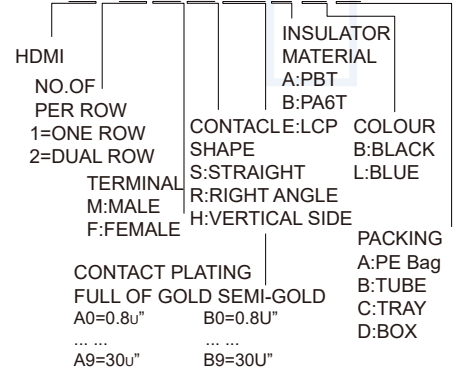 HDMI
NO.OF
PER ROW
1=ONE ROW
2=DUAL ROW
TERMINAL
M:MALE
F:FEMALE
CONTACT PLATING
FULL OF GOLD SEMI-GOLD
A0=0.8U” B0=0.8U”
... ... ... ...
A9=30U” B9=30U”
CONTACLE:LCP
SHAPE
S:STRAIGHT
R:RIGHT ANGLE
H:VERTICAL SIDE
INSULATOR
MATERIAL
A:PBT
B:PA6T
COLOUR
B:BLACK
L:BLUE
PACKING
A:PE Bag
B:TUBE
C:TRAY
D:BOX